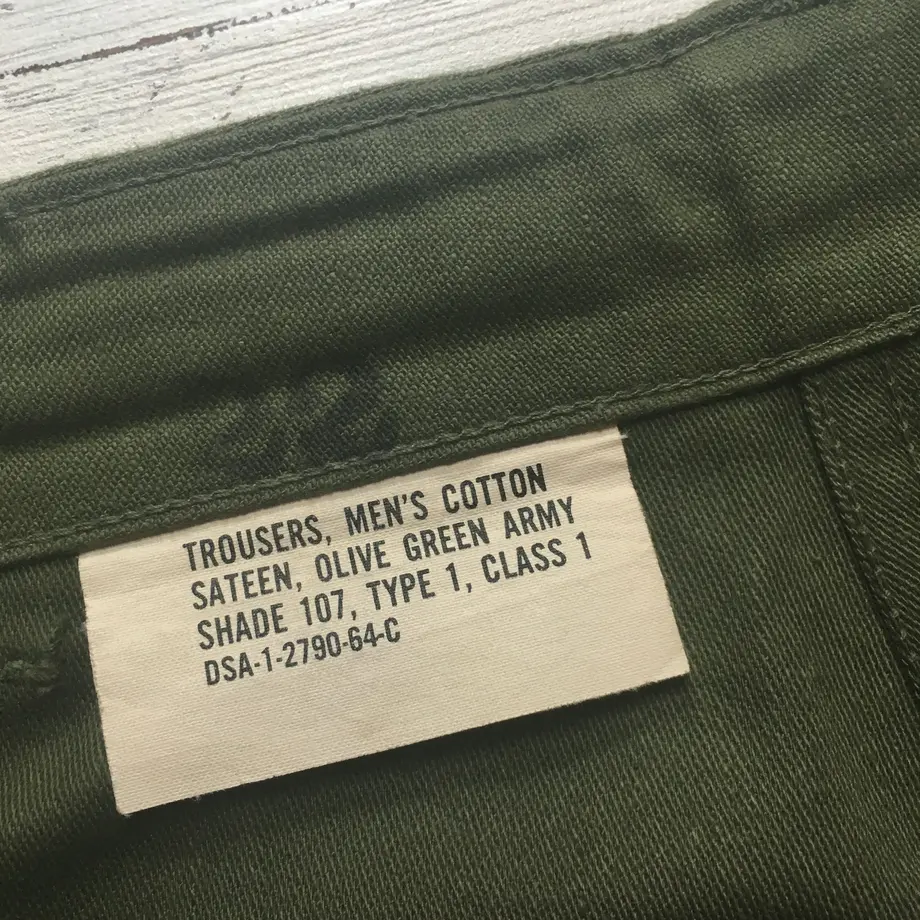 TROUSERS, MEN'S COTTON
SATEEN, OLIVE GREEN ARMY
SHADE 107, TYPE 1, CLASS 1
DSA-1-2790-64-C